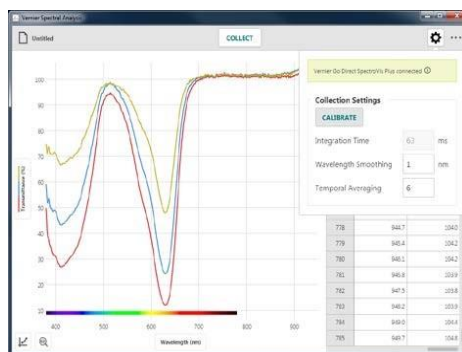 Vernier Spectral Analysis
Untitled
COLLECT
Vernier Go Direct SpectroVis Plus connected
Collection Settings
CALIBRATE
Integration Time 63 ms
Wavelength Smoothing 1 nm
Temporal Averaging 6
Transmittance (%)
100
90
80
70
60
50
40
30
20
10
400
500
600
700
800
900
Wavelength (nm)
778 944.7 104.0
779 945.4 104.2
780 946.1 104.2
781 946.8 103.9
782 947.5 103.8
783 948.2 103.9
784 949.0 104.4
785 949.7 104.8